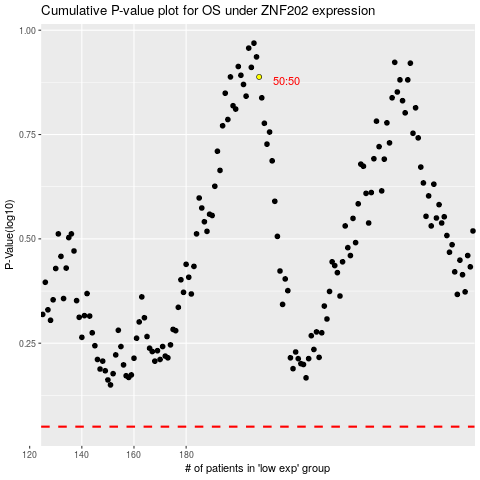 Cumulative P-value plot for OS under ZNF202 expression
1.00
50:50
0.75
P-Value(log10)
0.50
0.25
120 140 160 180
# of patients in 'low exp' group